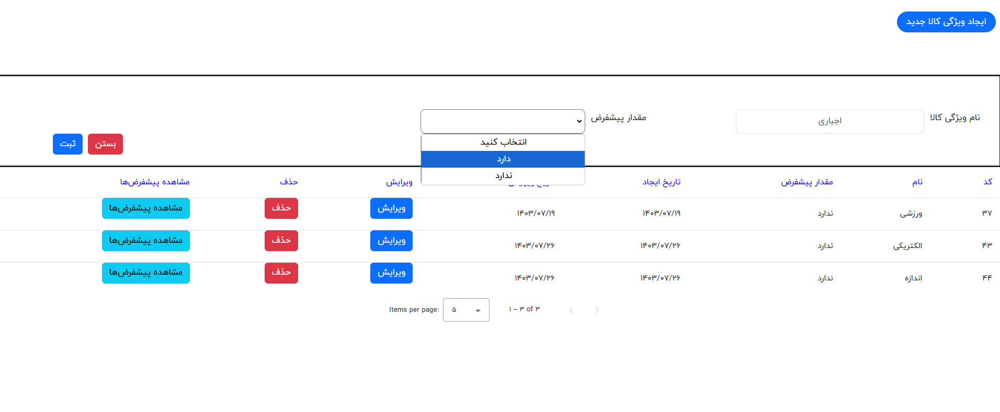 ایجاد ویژگی کالا جدید
نام ویژگی کالا اجباری مقدار پیشفرض
انتخاب کنید
دارد
ندارد
بستن ثبت
کد نام مقدار پیشفرض تاریخ ایجاد ویرایش حذف مشاهده پیشفرض‌ها
۳۷ ورزشی ندارد ۱۴۰۳/۰۷/۱۹ ۱۴۰۳/۰۷/۱۹ ویرایش حذف مشاهده پیشفرض‌ها
۴۳ الکتریکی ندارد ۱۴۰۳/۰۷/۲۶ ۱۴۰۳/۰۷/۲۶ ویرایش حذف مشاهده پیشفرض‌ها
۴۴ اندازه ندارد ۱۴۰۳/۰۷/۲۶ ۱۴۰۳/۰۷/۲۶ ویرایش حذف مشاهده پیشفرض‌ها
Items per page: ۵ ۱ – ۳ of ۳